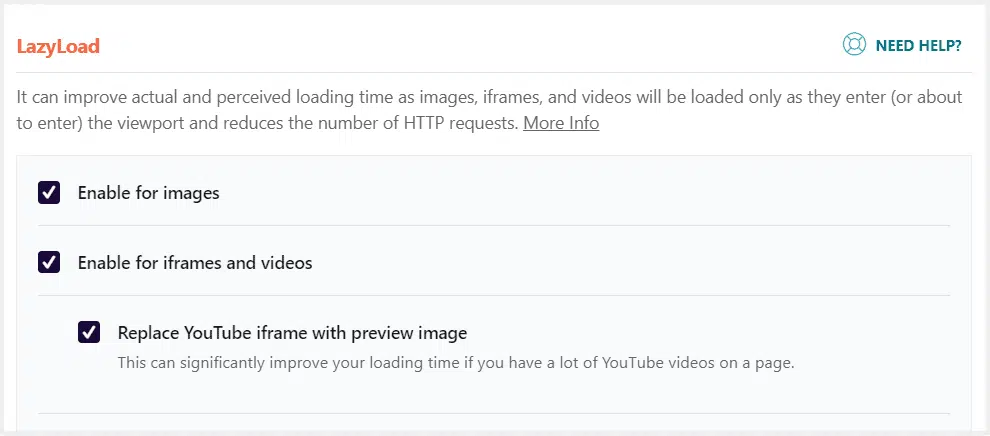 LazyLoad
NEED HELP?
It can improve actual and perceived loading time as images, iframes, and videos will be loaded only as they enter (or about
to enter) the viewport and reduces the number of HTTP requests. More Info
Enable for images
Enable for iframes and videos
Replace YouTube iframe with preview image
This can significantly improve your loading time if you have a lot of YouTube videos on a page.